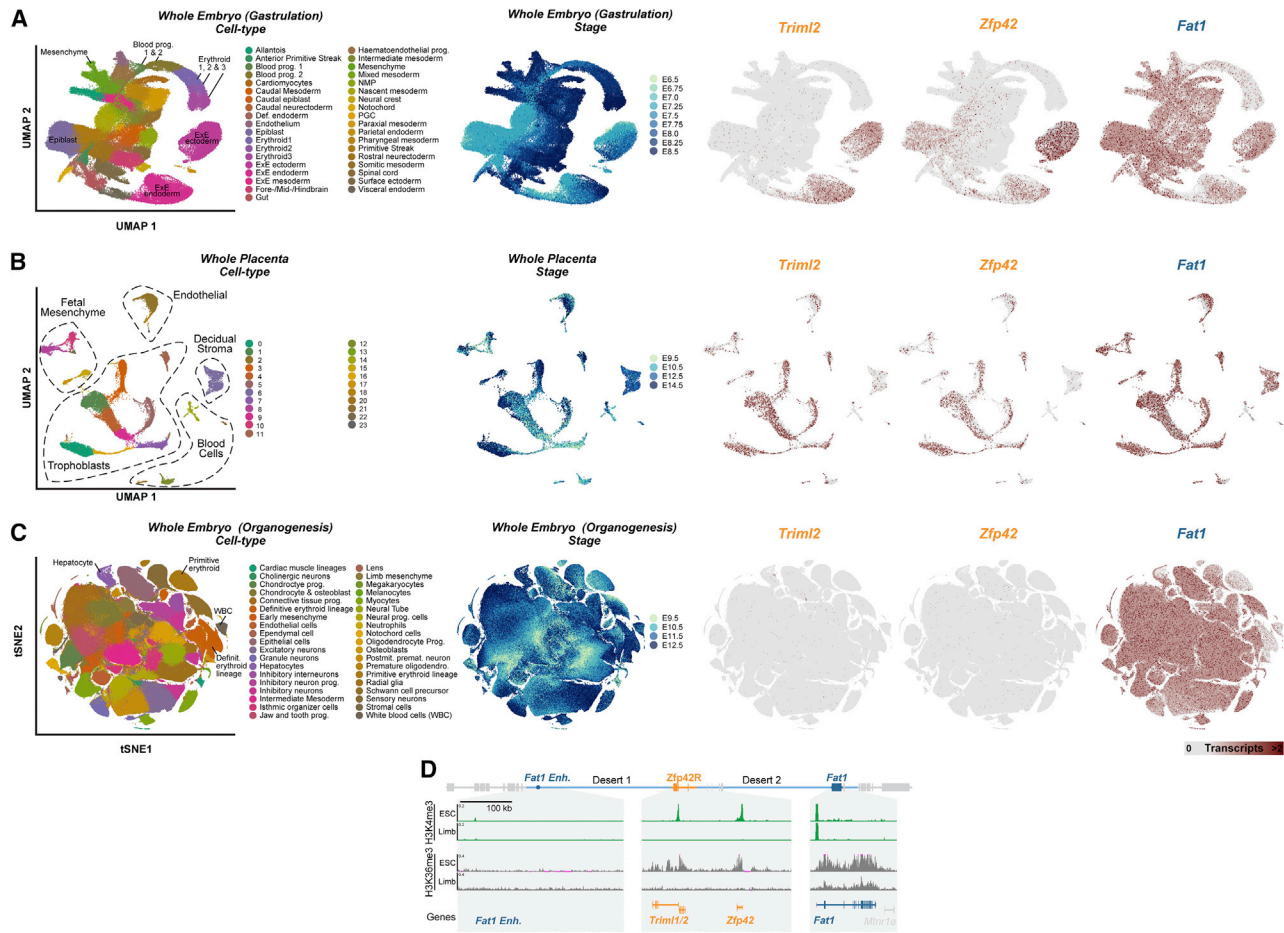 A
Whole Embryo (Gastrulation)
Cell-type
Blood prog.
1 & 2
Mesenchyme
Erythroid
1, 2 & 3
Epiblast
ExE
ectoderm
ExE
endoderm
UMAP 2
UMAP 1
Allantois
Anterior Primitive Streak
Blood prog. 1
Blood prog. 2
Cardiomyocytes
Caudal Mesoderm
Caudal epiblast
Caudal neurectoderm
Def. endoderm
Endothelium
Epiblast
Erythroid1
Erythroid2
Erythroid3
ExE ectoderm
ExE endoderm
ExE mesoderm
Fore-/Mid-/Hindbrain
Gut
Haematoendothelial prog.
Intermediate mesoderm
Mesenchyme
Mixed mesoderm
NMP
Nascent mesoderm
Neural crest
Notochord
PGC
Paraxial mesoderm
Parietal endoderm
Pharyngeal mesoderm
Primitive Streak
Rostral neurectoderm
Somitic mesoderm
Spinal cord
Surface ectoderm
Visceral endoderm
Whole Embryo (Gastrulation)
Stage
E6.5
E6.75
E7.0
E7.25
E7.5
E7.75
E8.0
E8.25
E8.5
Triml2
Zfp42
Fat1
B
Whole Placenta
Cell-type
Fetal
Mesenchyme
Endothelial
Decidual
Stroma
Blood
Cells
Trophoblasts
UMAP 2
UMAP 1
0
1
2
3
4
5
6
7
8
9
10
11
12
13
14
15
16
17
18
20
21
22
23
Whole Placenta
Stage
E9.5
E10.5
E12.5
E14.5
Triml2
Zfp42
Fat1
C
Whole Embryo (Organogenesis)
Cell-type
Hepatocyte
Primitive
erythroid
WBC
Definit.
erythroid
lineage
tSNE2
tSNE1
Cardiac muscle lineages
Cholinergic neurons
Chondroctye prog.
Chondrocyte & osteoblast
Connective tissue prog.
Definitive erythroid lineage
Early mesenchyme
Endothelial cells
Ependymal cell
Epithelial cells
Excitatory neurons
Granule neurons
Hepatocytes
Inhibitory interneurons
Inhibitory neuron prog.
Inhibitory neurons
Intermediate Mesoderm
Isthmic organizer cells
Jaw and tooth prog.
Lens
Limb mesenchyme
Megakaryocytes
Melanocytes
Myocytes
Neural Tube
Neural prog. cells
Neutrophils
Notochord cells
Oligodendrocyte Prog.
Osteoblasts
Postmit. premat. neuron
Premature oligodendro.
Primitive erythroid lineage
Radial glia
Schwann cell precursor
Sensory neurons
Stromal cells
White blood cells (WBC)
Whole Embryo (Organogenesis)
Stage
E9.5
E10.5
E11.5
E12.5
Triml2
Zfp42
Fat1
0 Transcripts >2
D
Fat1 Enh.
Desert 1
Zfp42R
Desert 2
Fat1
100 kb
H3K4me3
ESC
0.2
Limb
0.2
H3K36me3
ESC
0.4
Limb
0.4
Genes
Fat1 Enh.
Triml1/2
Zfp42
Fat1
Mtnr1a